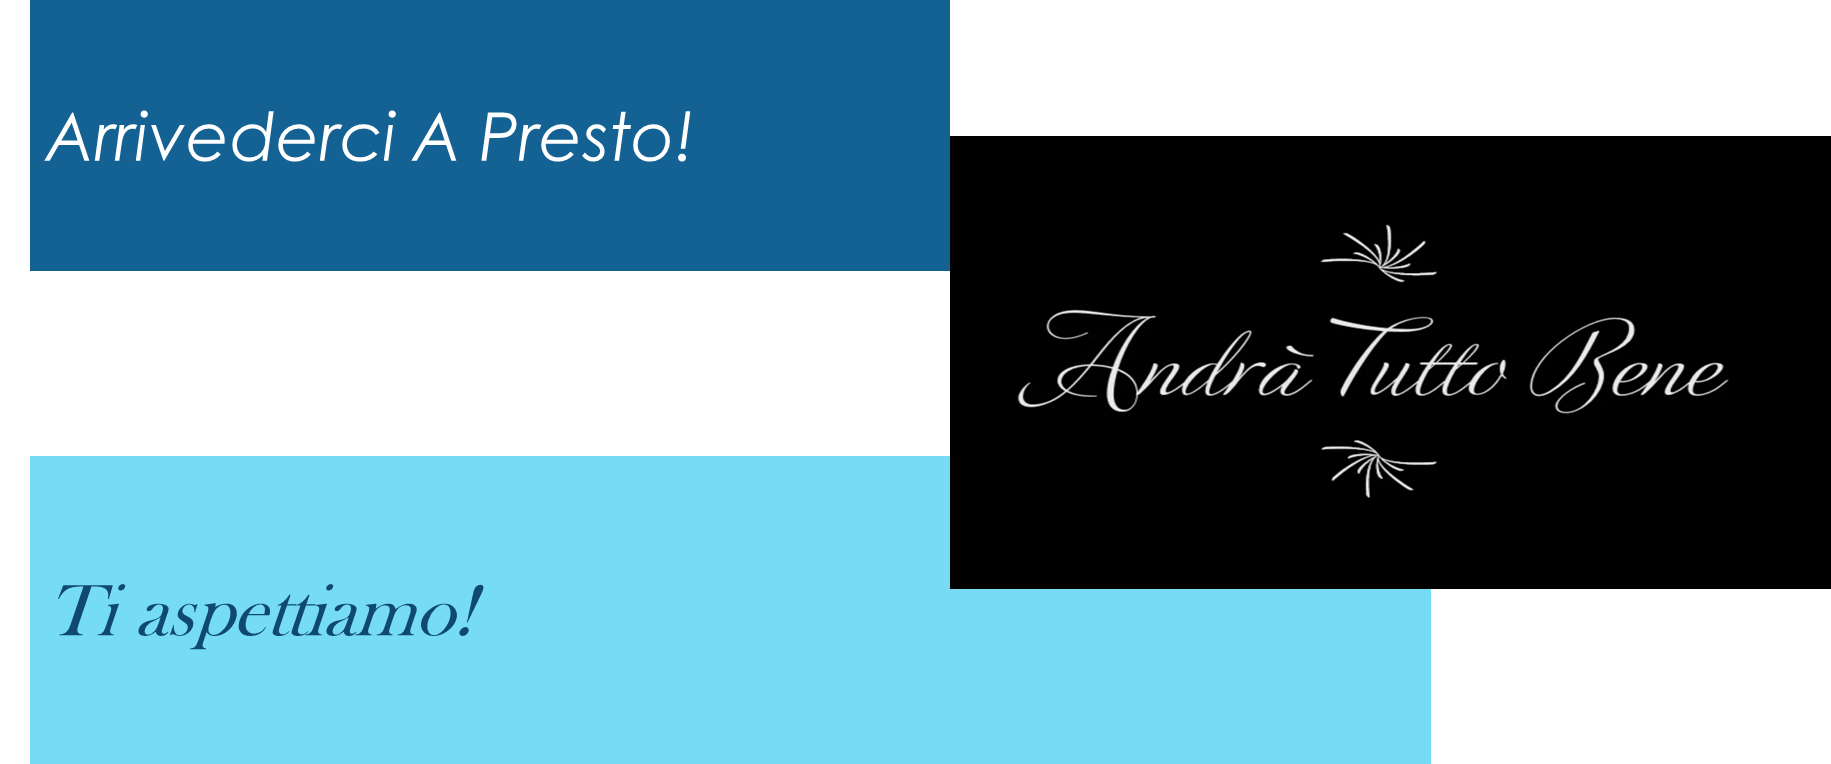 Arrivederci A Presto!
Andrà Tutto Bene
Ti aspettiamo!